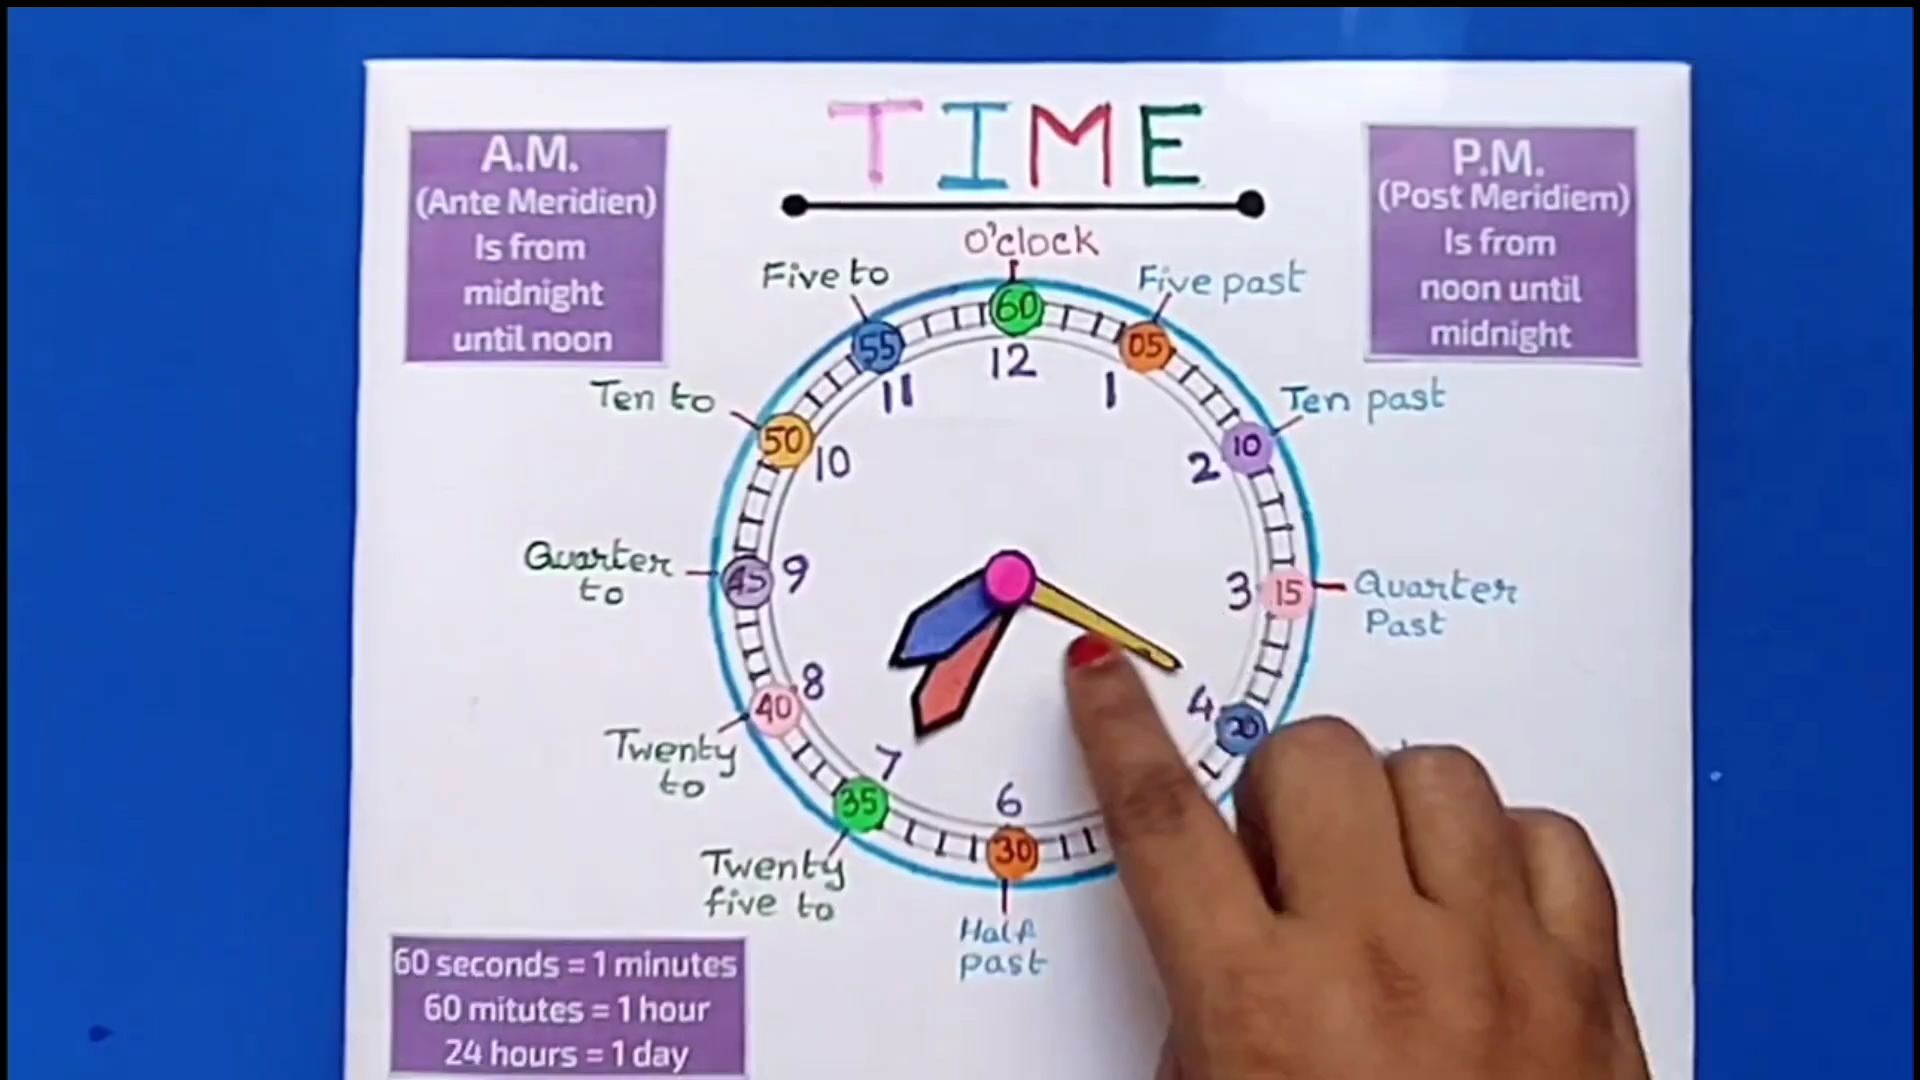 TIME
A.M.
(Ante Meridien)
Is from
midnight
until noon
P.M.
(Post Meridiem)
Is from
noon until
midnight
O'clock
Five to
Five past
60
55
05
12
11
1
Ten to
Ten past
50
10
10
2
Quarter
to
45
9
3
15
Quarter
Past
8
40
4
20
Twenty
to
7
35
6
30
Twenty
five to
Half
past
60 seconds = 1 minutes
60 mitutes = 1 hour
24 hours = 1 day